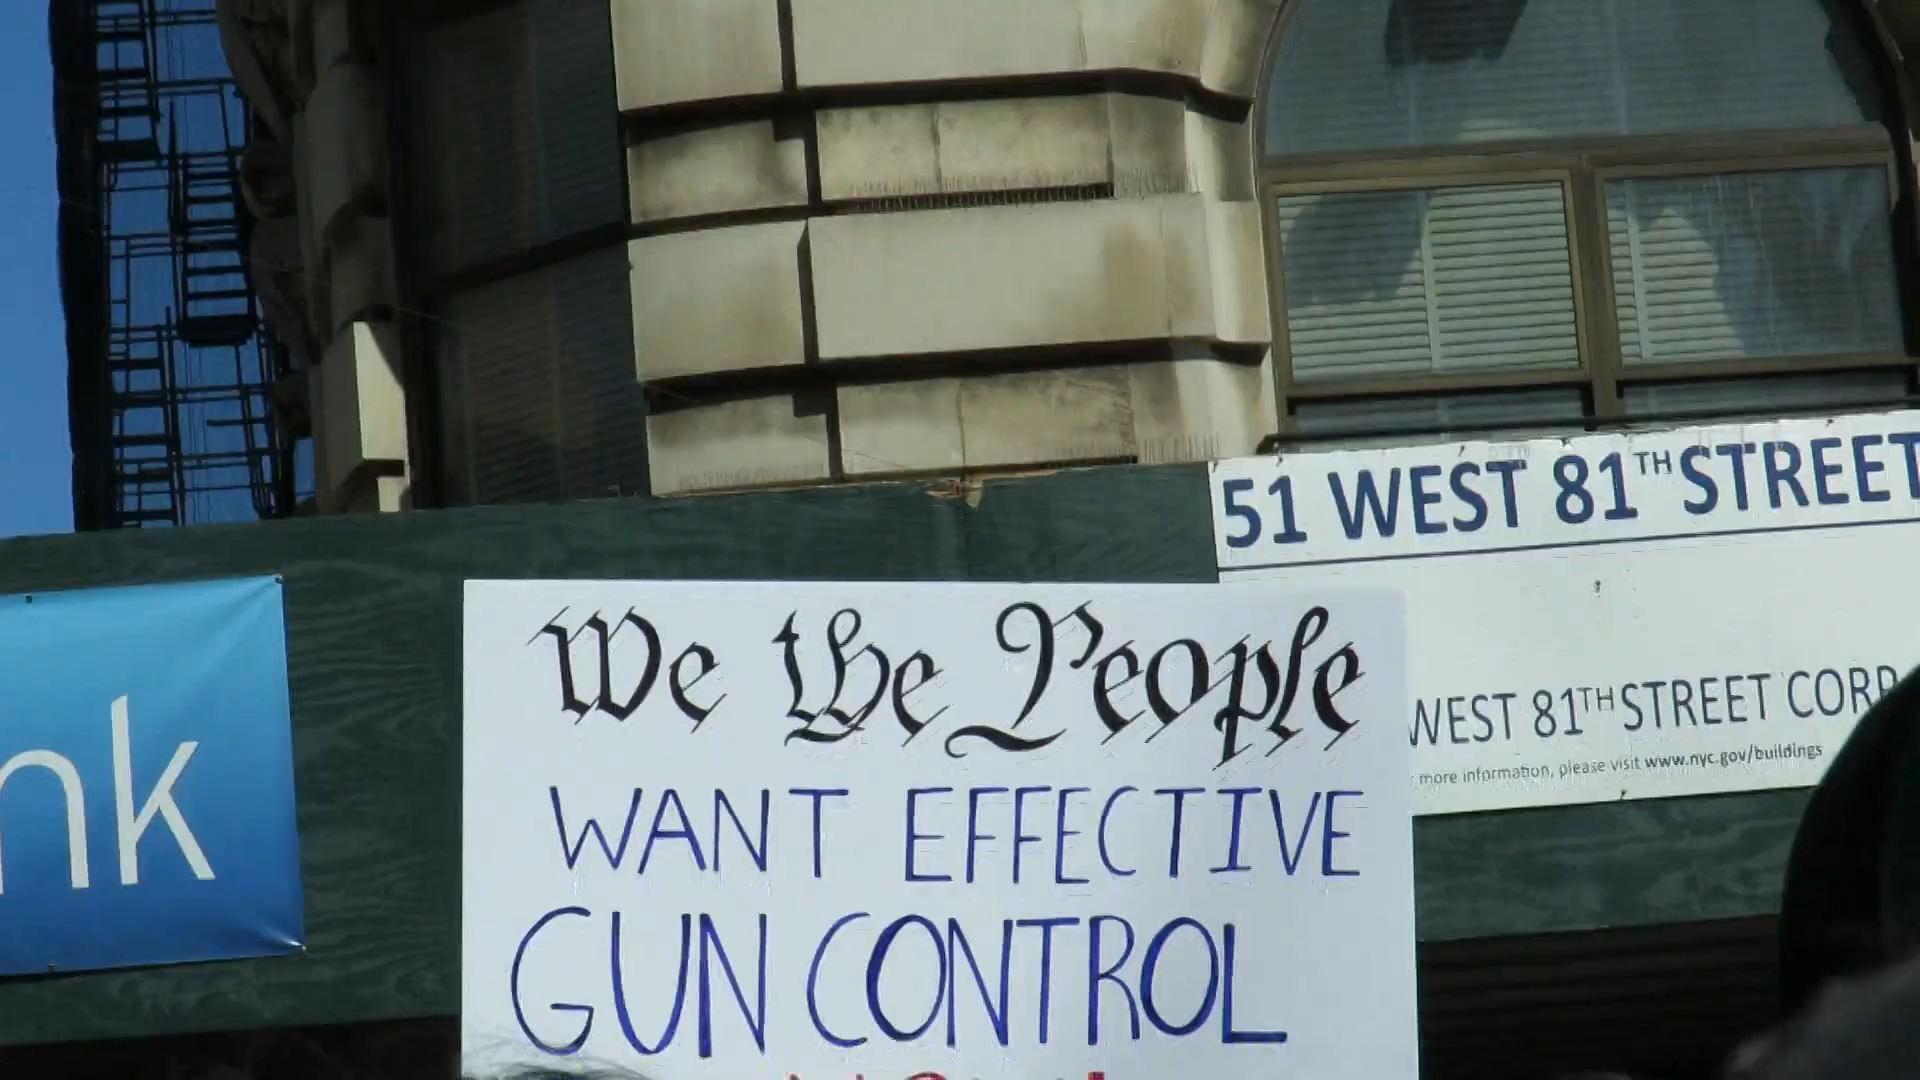 51 WEST 81TH STREET
WEST 81TH STREET CORP
more information, please visit www.nyc.gov/buildings
nk
We the People
WANT EFFECTIVE
GUN CONTROL